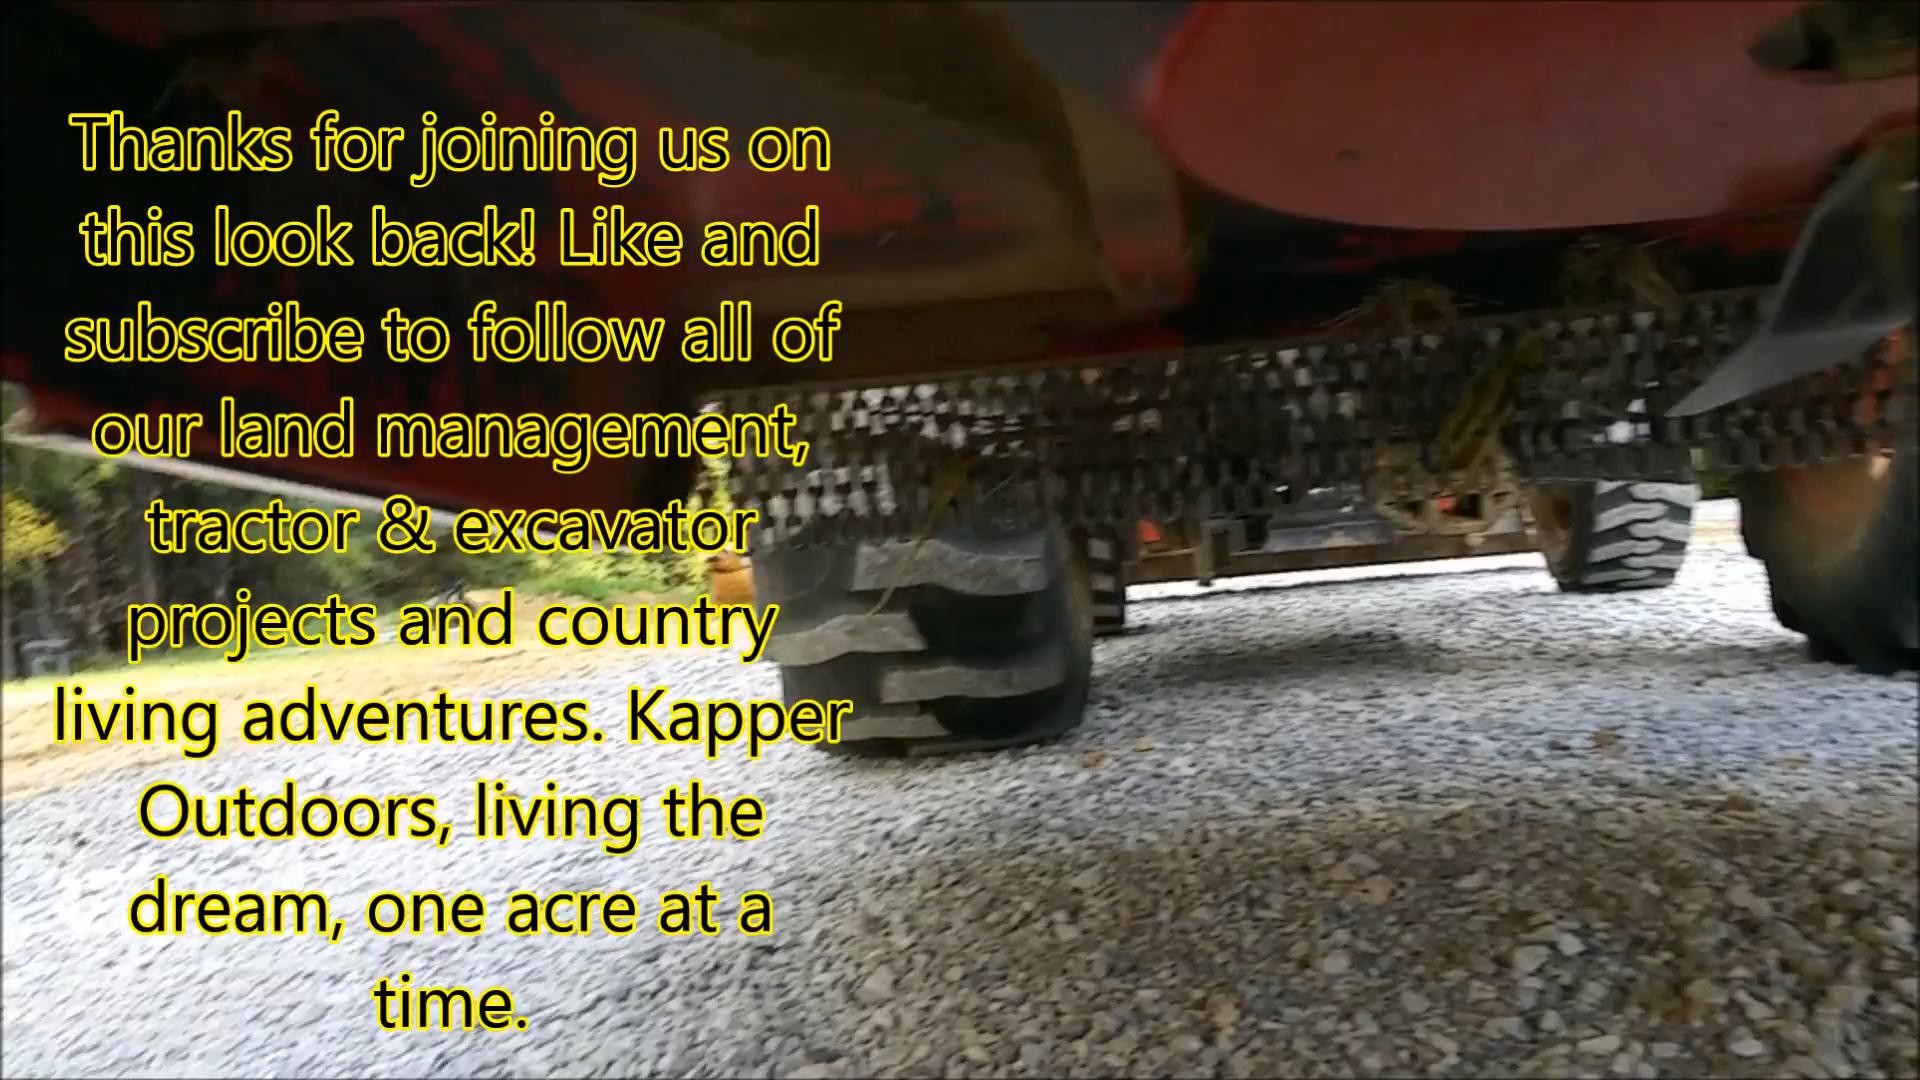 Thanks for joining us on
this look back! Like and
subscribe to follow all of
our land management,
tractor & excavator
projects and country
living adventures. Kapper
Outdoors, living the
dream, one acre at a
time.